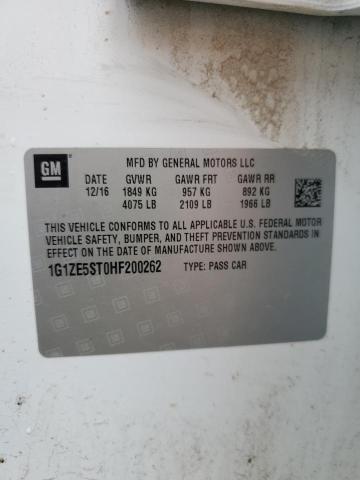 GM
MFD BY GENERAL MOTORS LLC
DATE GVWR GAWR FRT GAWR RR
12/16 1849 KG 957 KG 892 KG
4075 LB 2109 LB 1966 LB
THIS VEHICLE CONFORMS TO ALL APPLICABLE U.S. FEDERAL MOTOR
VEHICLE SAFETY, BUMPER, AND THEFT PREVENTION STANDARDS IN
EFFECT ON THE DATE OF MANUFACTURE SHOWN ABOVE.
1G1ZE5ST0HF200262 TYPE: PASS CAR